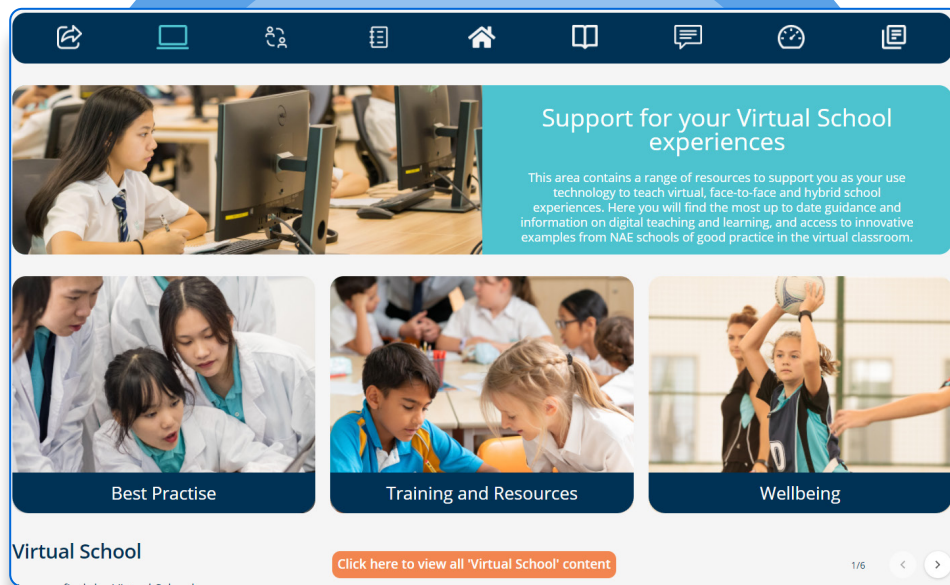 Support for your Virtual School
experiences
This area contains a range of resources to support you as your use
technology to teach virtual, face-to-face and hybrid school
experiences. Here you will find the most up to date guidance and
information on digital teaching and learning, and access to innovative
examples from NAE schools of good practice in the virtual classroom.
Best Practise
Training and Resources
Wellbeing
Virtual School
Click here to view all 'Virtual School' content
1/6